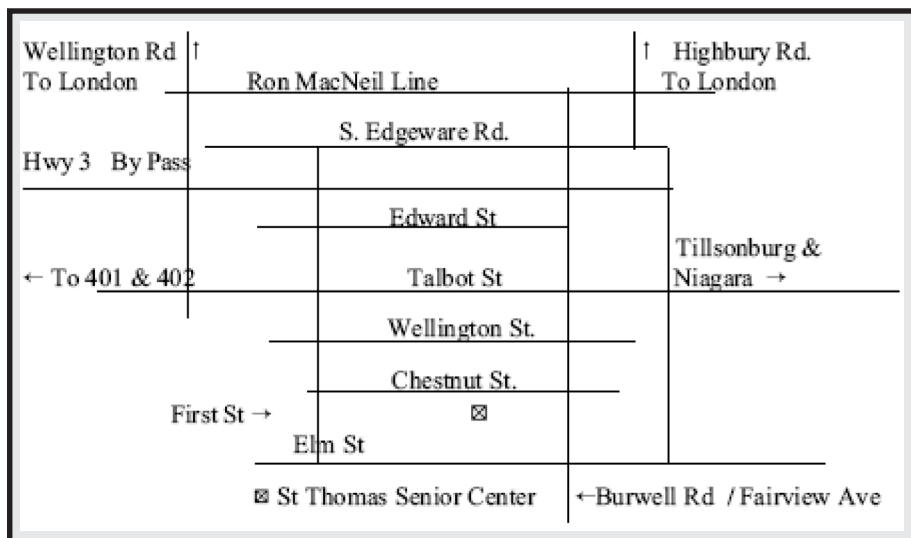 Wellington Rd ↑
To London
↑ Highbury Rd.
To London
Ron MacNeil Line
S. Edgeware Rd.
Hwy 3 By Pass
Edward St
Tillsonburg &
Niagara →
← To 401 & 402
Talbot St
Wellington St.
Chestnut St.
First St →
Elm St
St Thomas Senior Center
←Burwell Rd / Fairview Ave